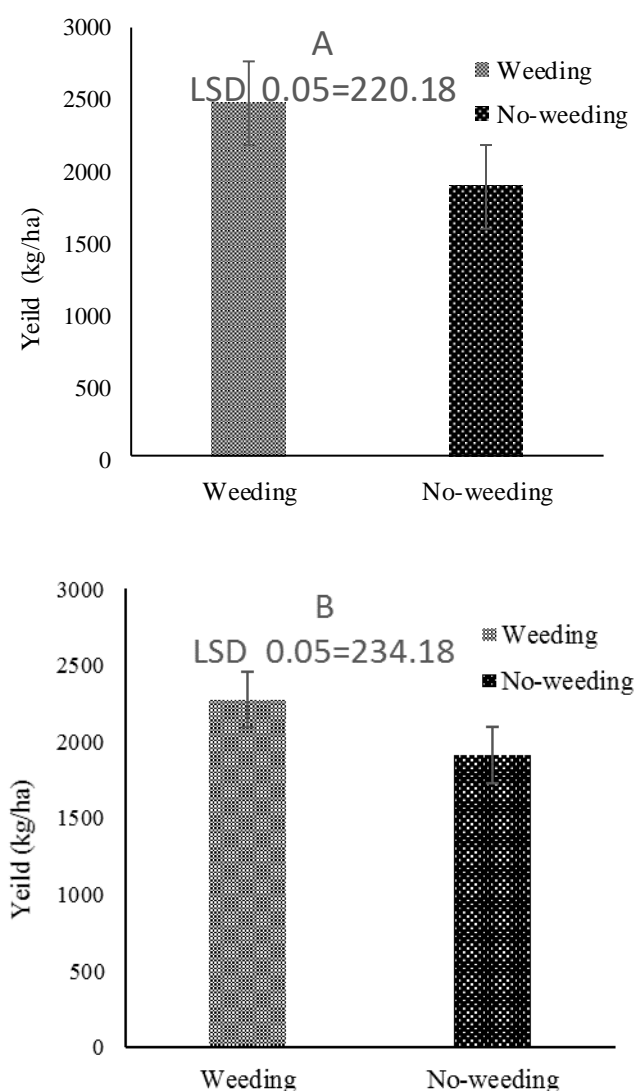 3000
A
LSD 0.05=220.18
Weeding
No-weeding
2500
2000
1500
1000
500
0
Yeild (kg/ha)
Weeding No-weeding
3000
B
LSD 0.05=234.18
Weeding
No-weeding
2500
2000
1500
1000
500
0
Yeild (kg/ha)
Weeding No-weeding